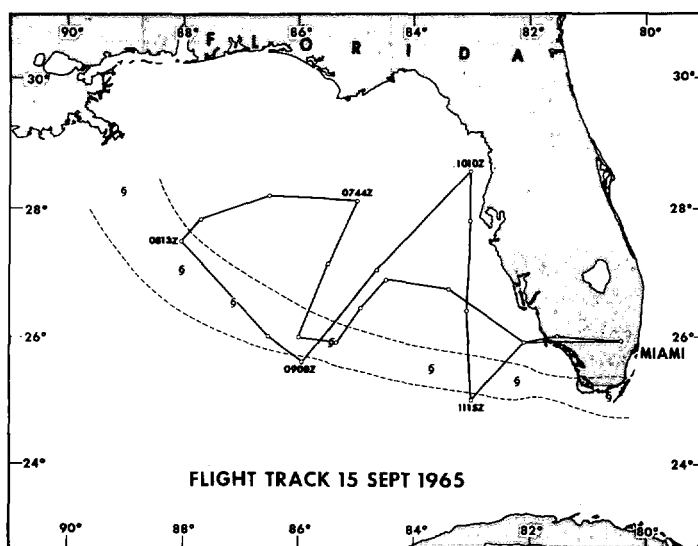 90° 88° 86° 84° 82° 80°
F L O R I D A
30° 30°
1010Z
0744Z
28° 28°
0813Z
26° 26°
MIAMI
0908Z
1115Z
24° 24°
FLIGHT TRACK 15 SEPT 1965
90° 88° 86° 84° 82° 80°